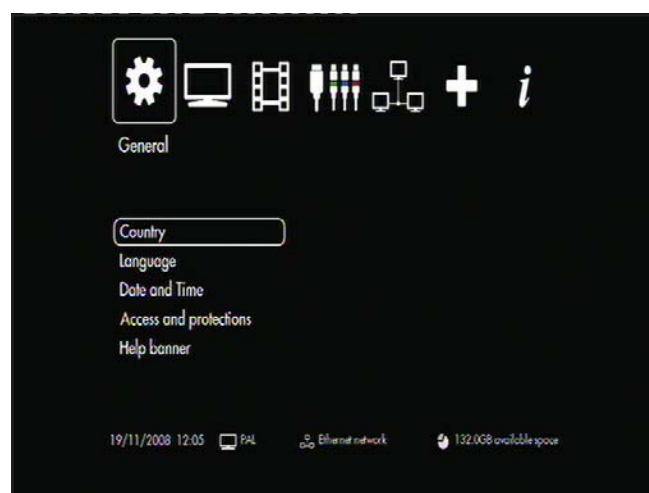 i
General
Country
Language
Date and Time
Access and protections
Help banner
19/11/2008 12:05 PAL Ethernet network 132.0GB available space